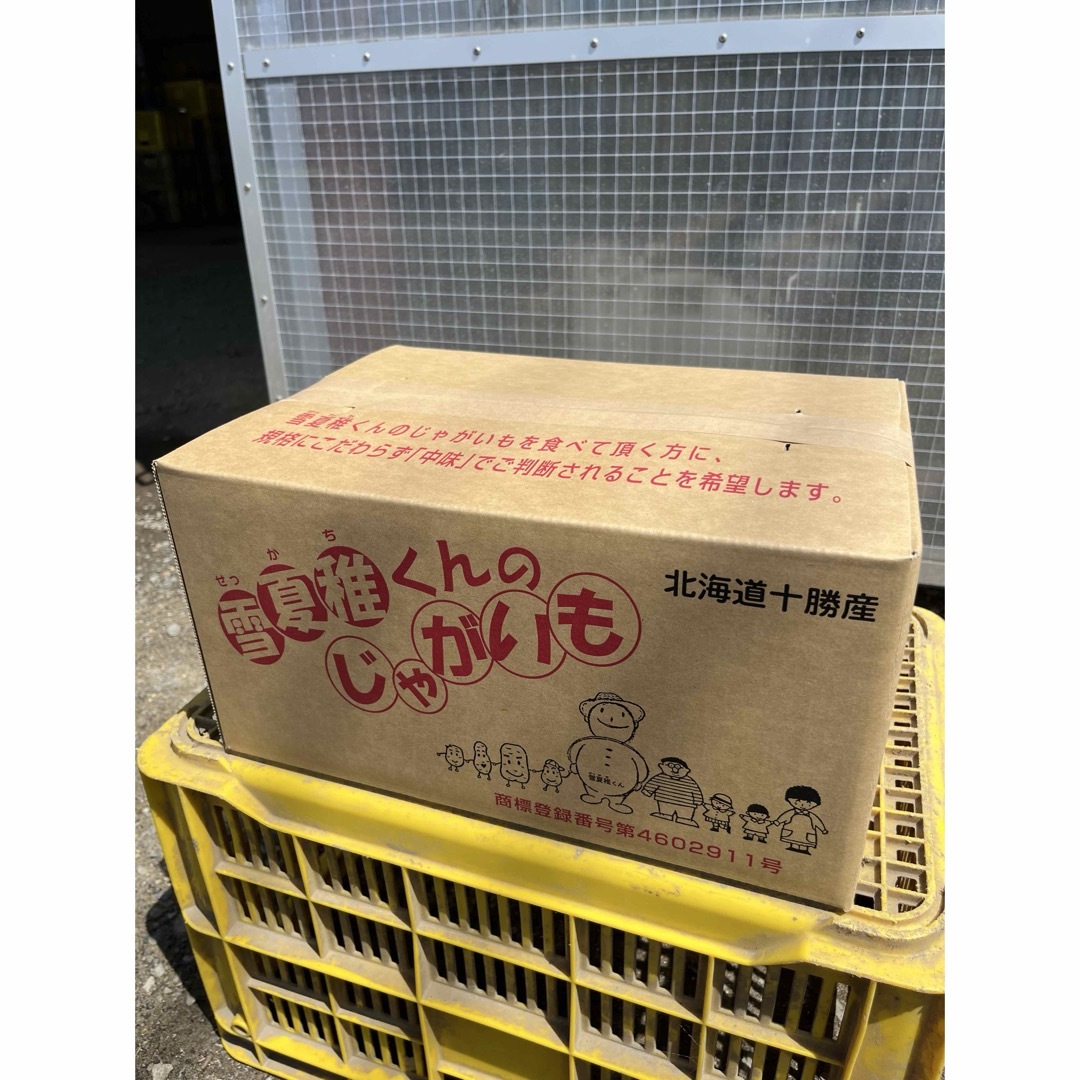 雪夏稚くんのじゃがいもを食べて頂く方に、
規格にこだわらず「中味」でご判断されることを希望します。
せつ か ち
雪夏稚くんの
じゃがいも
北海道十勝産
雪夏稚くん
商標登録番号第4602911号